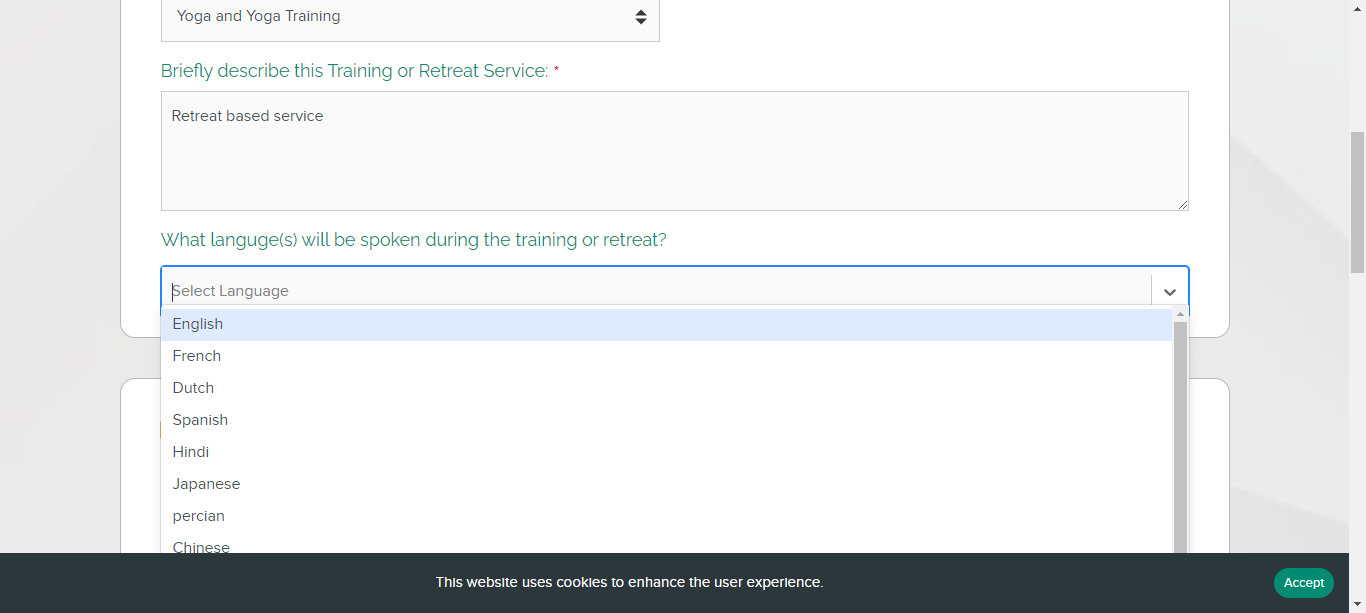 Yoga and Yoga Training
Briefly describe this Training or Retreat Service: *
Retreat based service
What languge(s) will be spoken during the training or retreat?
Select Language
English
French
Dutch
Spanish
Hindi
Japanese
percian
Chinese
This website uses cookies to enhance the user experience.
Accept